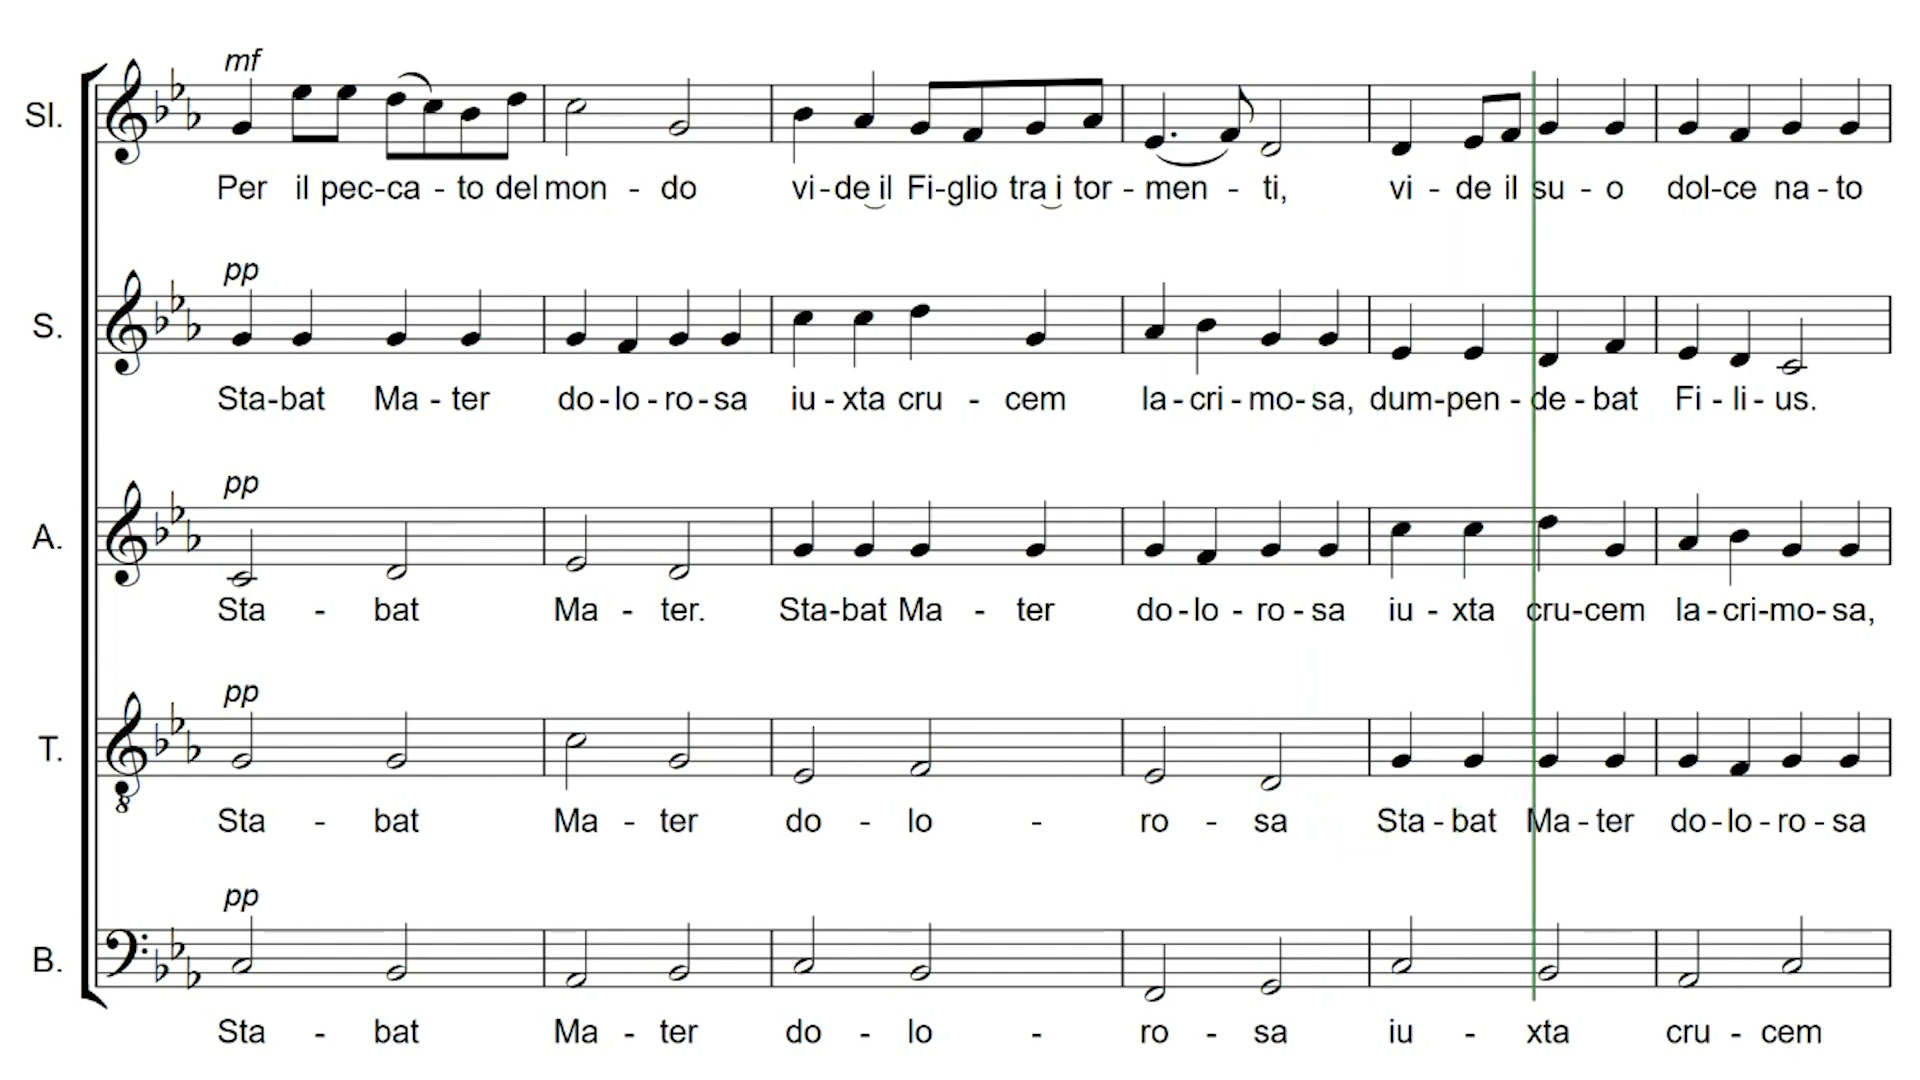 mf
Sl.
Per il pec-ca - to del mon - do vi-de il Fi-glio tra i tor - men - ti, vi - de il su - o dol-ce na - to
pp
S.
Sta-bat Ma - ter do-lo-ro-sa iu - xta cru - cem la-cri-mo-sa, dum-pen-de-bat Fi-li-us.
pp
A.
Sta - bat Ma - ter. Sta-bat Ma - ter do-lo-ro-sa iu - xta cru-cem la-cri-mo-sa,
pp
T.
8
Sta - bat Ma - ter do - lo - ro - sa Sta-bat Ma-ter do-lo-ro-sa
pp
B.
Sta - bat Ma - ter do - lo - ro - sa iu - xta cru - cem